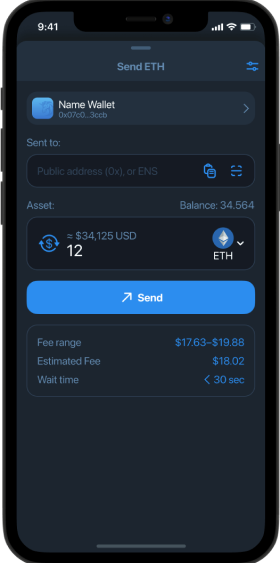 9:41
Send ETH
Name Wallet
0x07c0...3ccb
Sent to:
Public address (0x), or ENS
Asset: Balance: 34.564
≈ $34,125 USD
12
ETH
Send
Fee range $17.63–$19.88
Estimated Fee $18.02
Wait time < 30 sec